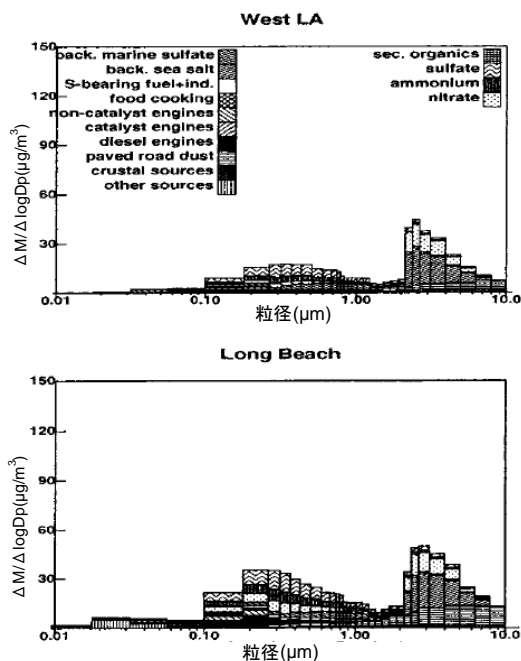 West LA
150
120
90
60
30
0
ΔM/ΔlogDp(μg/m³)
back. marine sulfate
back. sea salt
S-bearing fuel+ind.
food cooking
non-catalyst engines
catalyst engines
diesel engines
paved road dust
crustal sources
other sources
sec. organics
sulfate
ammonium
nitrate
0.01
0.10
1.00
10.0
粒径(μm)
Long Beach
150
120
90
60
30
0
ΔM/ΔlogDp(μg/m³)
0.01
0.10
1.00
10.0
粒径(μm)